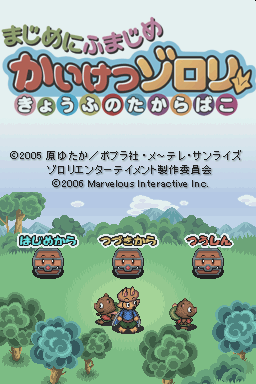 まじめにふまじめ
かいけつゾロリ
きょうふのたからばこ
©2005 原ゆたか/ポプラ社・メ~テレ・サンライズ
ゾロリエンターテイメント製作委員会
©2006 Marvelous Interactive Inc.
はじめから つづきから つうしん